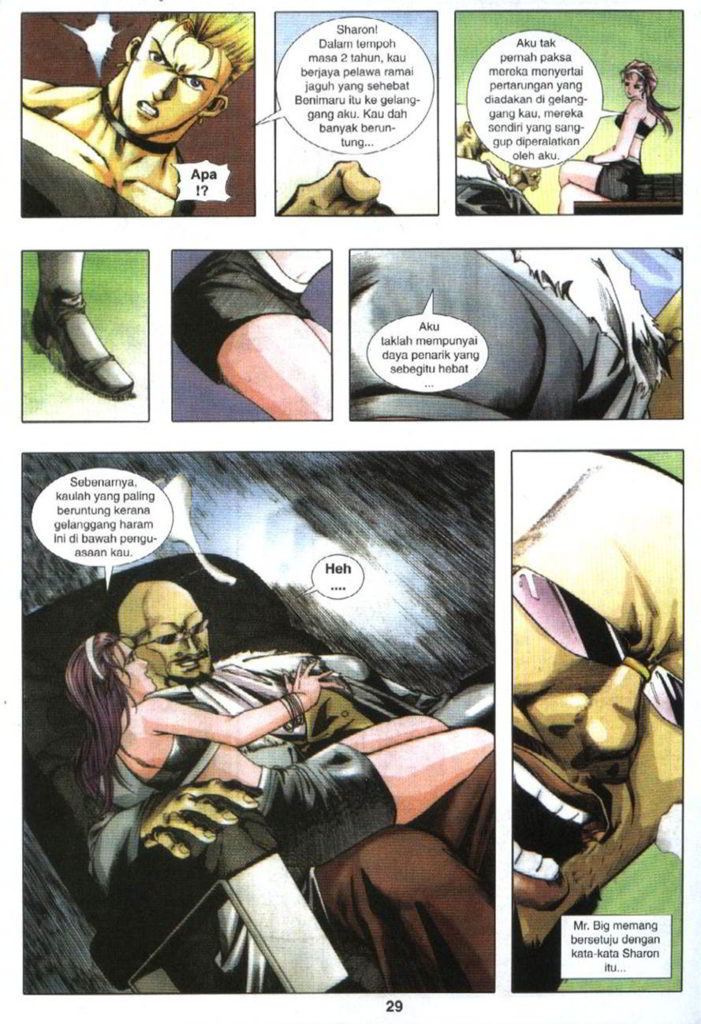 Apa
!?
Sharon!
Dalam tempoh
masa 2 tahun, kau
berjaya pelawa ramai
jaguh yang sehebat
Benimaru itu ke gelang-
gang aku. Kau dah
banyak berun-
tung...
Aku tak
pernah paksa
mereka menyertai
pertarungan yang
diadakan di gelang-
gang kau, mereka
sendiri yang sang-
gup diperalatkan
oleh aku.
Aku
taklah mempunyai
daya penarik yang
sebegitu hebat
...
Sebenarnya,
kaulah yang paling
beruntung kerana
gelanggang haram
ini di bawah pengu-
asaan kau.
Heh
....
Mr. Big memang
bersetuju dengan
kata-kata Sharon
itu...
29